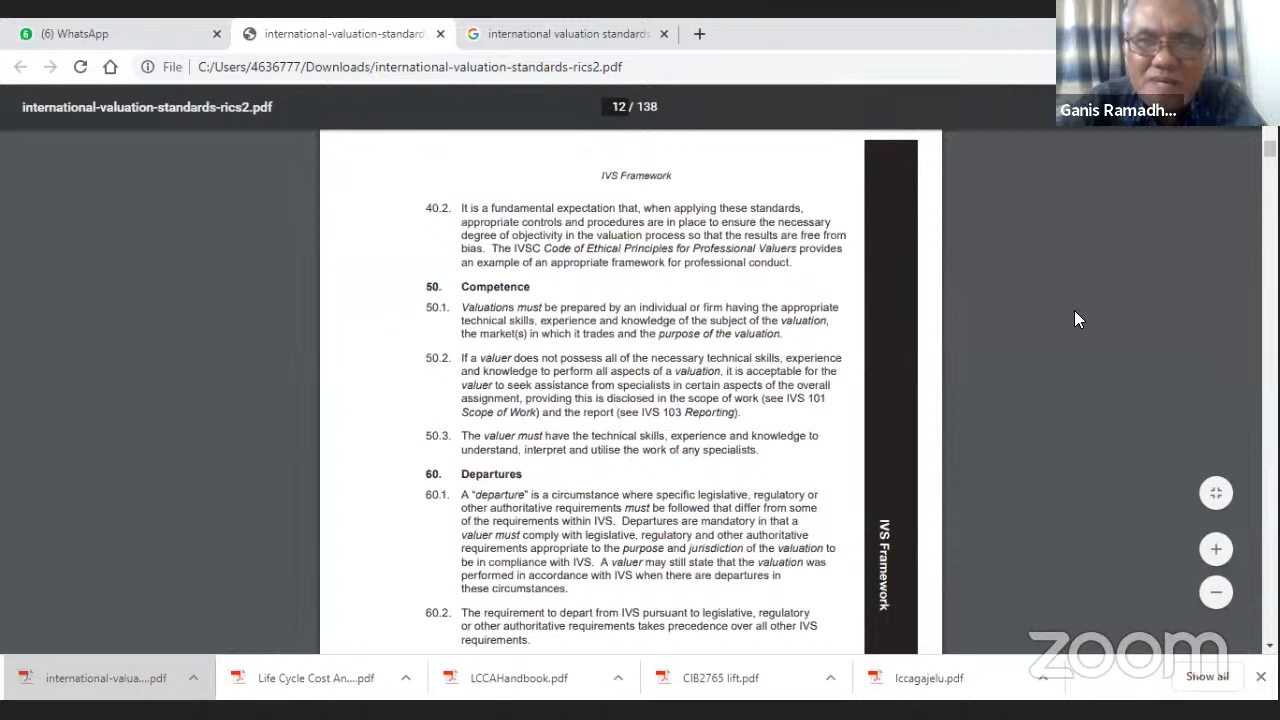 (6) WhatsApp
international-valuation-standard
international valuation standards
File
C:/Users/4636777/Downloads/international-valuation-standards-rics2.pdf
international-valuation-standards-rics2.pdf
12 / 138
Ganis Ramadh...
IVS Framework
40.2. It is a fundamental expectation that, when applying these standards,
appropriate controls and procedures are in place to ensure the necessary
degree of objectivity in the valuation process so that the results are free from
bias. The IVSC Code of Ethical Principles for Professional Valuers provides
an example of an appropriate framework for professional conduct.
50. Competence
50.1. Valuations must be prepared by an individual or firm having the appropriate
technical skills, experience and knowledge of the subject of the valuation,
the market(s) in which it trades and the purpose of the valuation.
50.2. If a valuer does not possess all of the necessary technical skills, experience
and knowledge to perform all aspects of a valuation, it is acceptable for the
valuer to seek assistance from specialists in certain aspects of the overall
assignment, providing this is disclosed in the scope of work (see IVS 101
Scope of Work) and the report (see IVS 103 Reporting).
50.3. The valuer must have the technical skills, experience and knowledge to
understand, interpret and utilise the work of any specialists.
60. Departures
60.1. A “departure” is a circumstance where specific legislative, regulatory or
other authoritative requirements must be followed that differ from some
of the requirements within IVS. Departures are mandatory in that a
valuer must comply with legislative, regulatory and other authoritative
requirements appropriate to the purpose and jurisdiction of the valuation to
be in compliance with IVS. A valuer may still state that the valuation was
performed in accordance with IVS when there are departures in
these circumstances.
60.2. The requirement to depart from IVS pursuant to legislative, regulatory
or other authoritative requirements takes precedence over all other IVS
requirements.
IVS Framework
zoom
international-valua....pdf
Life Cycle Cost An....pdf
LCCAHandbook.pdf
CIB2765 lift.pdf
lccagajelu.pdf
Show all